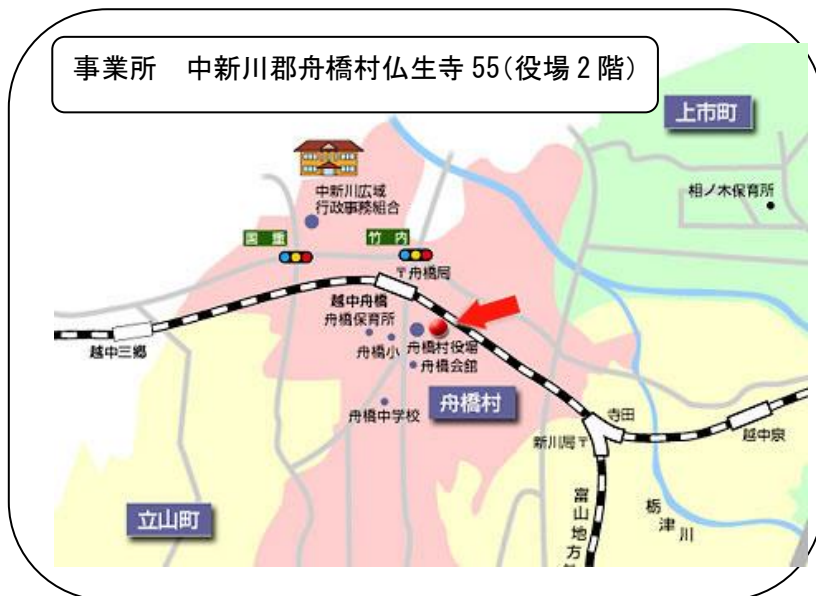 事業所　中新川郡舟橋村仏生寺 55(役場２階)
上市町
中新川広域
行政事務組合
相ノ木保育所
国重
竹内
〒舟橋局
越中舟橋
舟橋保育所
越中三郷
舟橋小
舟橋村役場
舟橋会館
舟橋村
舟橋中学校
寺田
新川局〒
越中泉
立山町
富山地方
栃津川